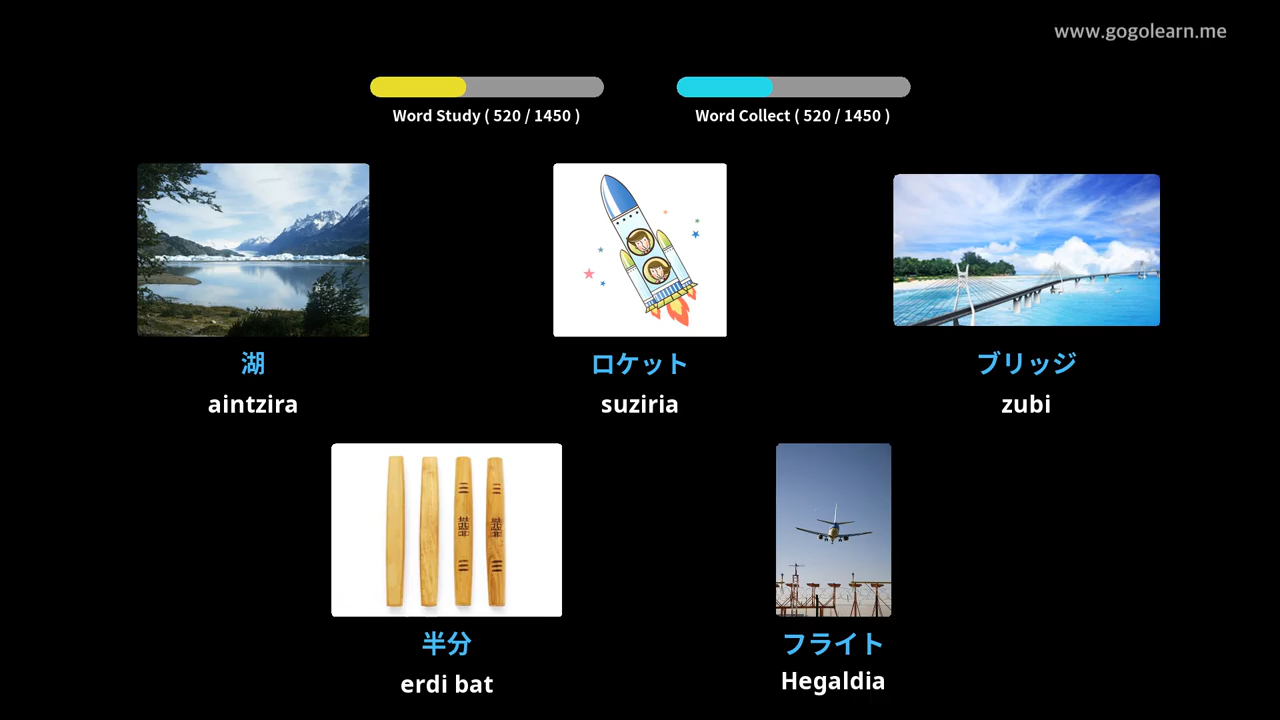 www.gogolearn.me
Word Study ( 520 / 1450 )
Word Collect ( 520 / 1450 )
湖
ロケット
ブリッジ
aintzira
suziria
zubi
半分
フライト
erdi bat
Hegaldia